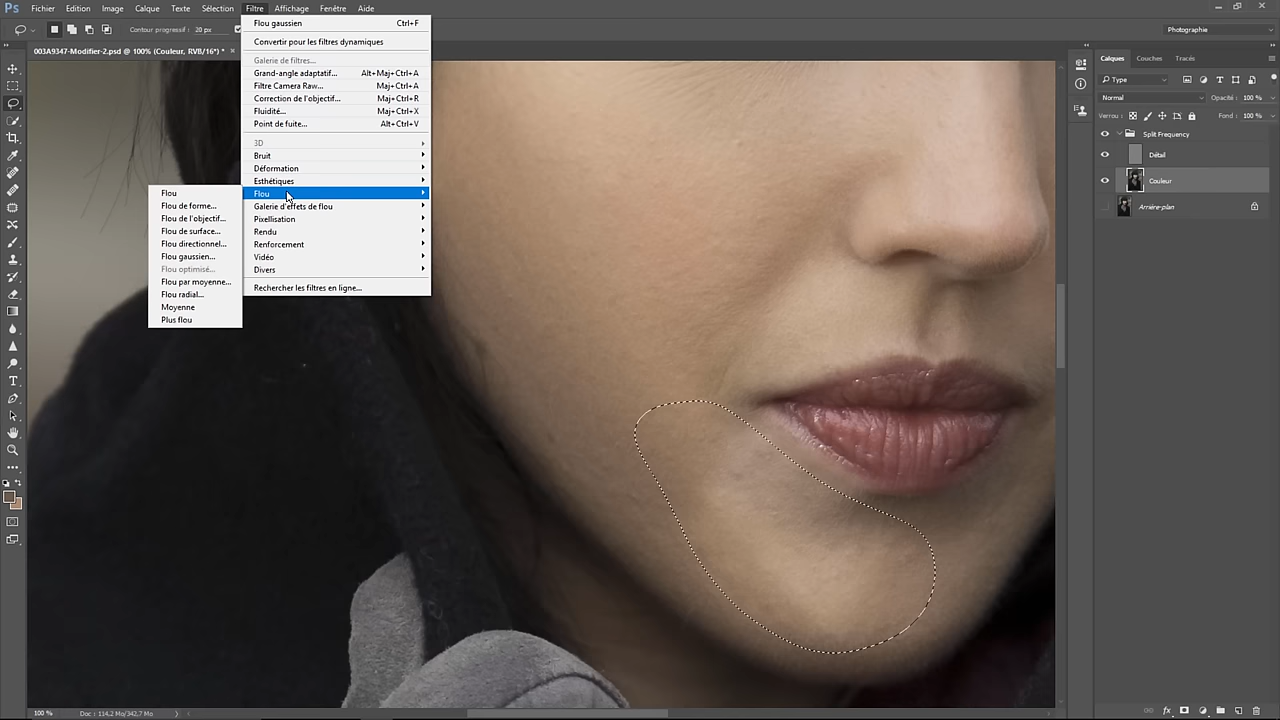 Ps Fichier Edition Image Calque Texte Sélection Filtre Affichage Fenêtre Aide
Contour progressif : 20 px
Photographie
003A9347-Modifier-2.psd @ 100% (Couleur, RVB/16*) *
Flou gaussien Ctrl+F
Convertir pour les filtres dynamiques
Galerie de filtres...
Grand-angle adaptatif... Alt+Maj+Ctrl+A
Filtre Camera Raw... Maj+Ctrl+A
Correction de l'objectif... Maj+Ctrl+R
Fluidité... Maj+Ctrl+X
Point de fuite... Alt+Ctrl+V
3D
Bruit
Déformation
Esthétiques
Flou
Galerie d'effets de flou
Pixellisation
Rendu
Renforcement
Vidéo
Divers
Rechercher les filtres en ligne...
Flou
Flou de forme...
Flou de l'objectif...
Flou de surface...
Flou directionnel...
Flou gaussien...
Flou optimisé...
Flou par moyenne...
Flou radial...
Moyenne
Plus flou
Calques Couches Tracés
Type
Normal Opacité : 100 %
Verrou : Fond : 100 %
Split Frequency
Détail
Couleur
Arrière-plan
100 % Doc : 114,2 Mo/342,7 Mo